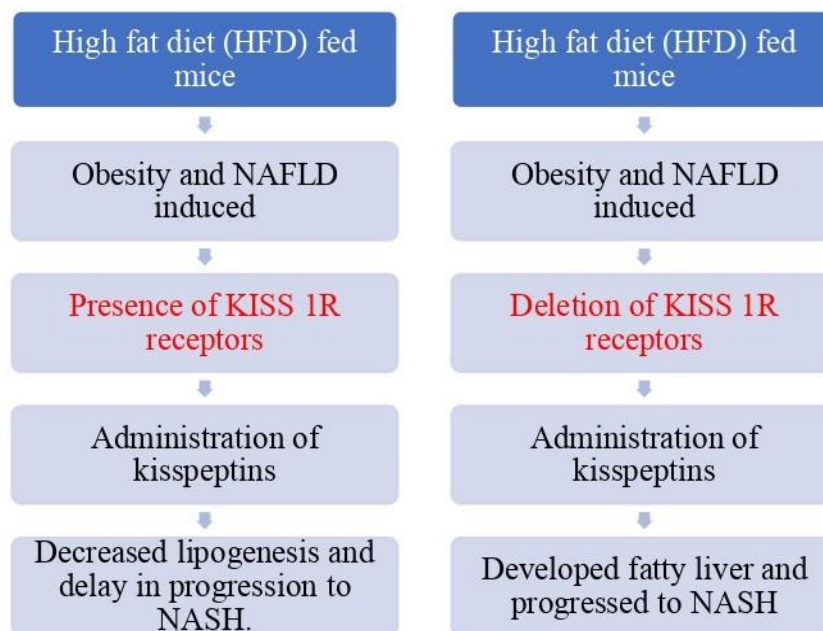 High fat diet (HFD) fed
mice
Obesity and NAFLD
induced
Presence of KISS 1R
receptors
Administration of
kisspeptins
Decreased lipogenesis and
delay in progression to
NASH.
High fat diet (HFD) fed
mice
Obesity and NAFLD
induced
Deletion of KISS 1R
receptors
Administration of
kisspeptins
Developed fatty liver and
progressed to NASH